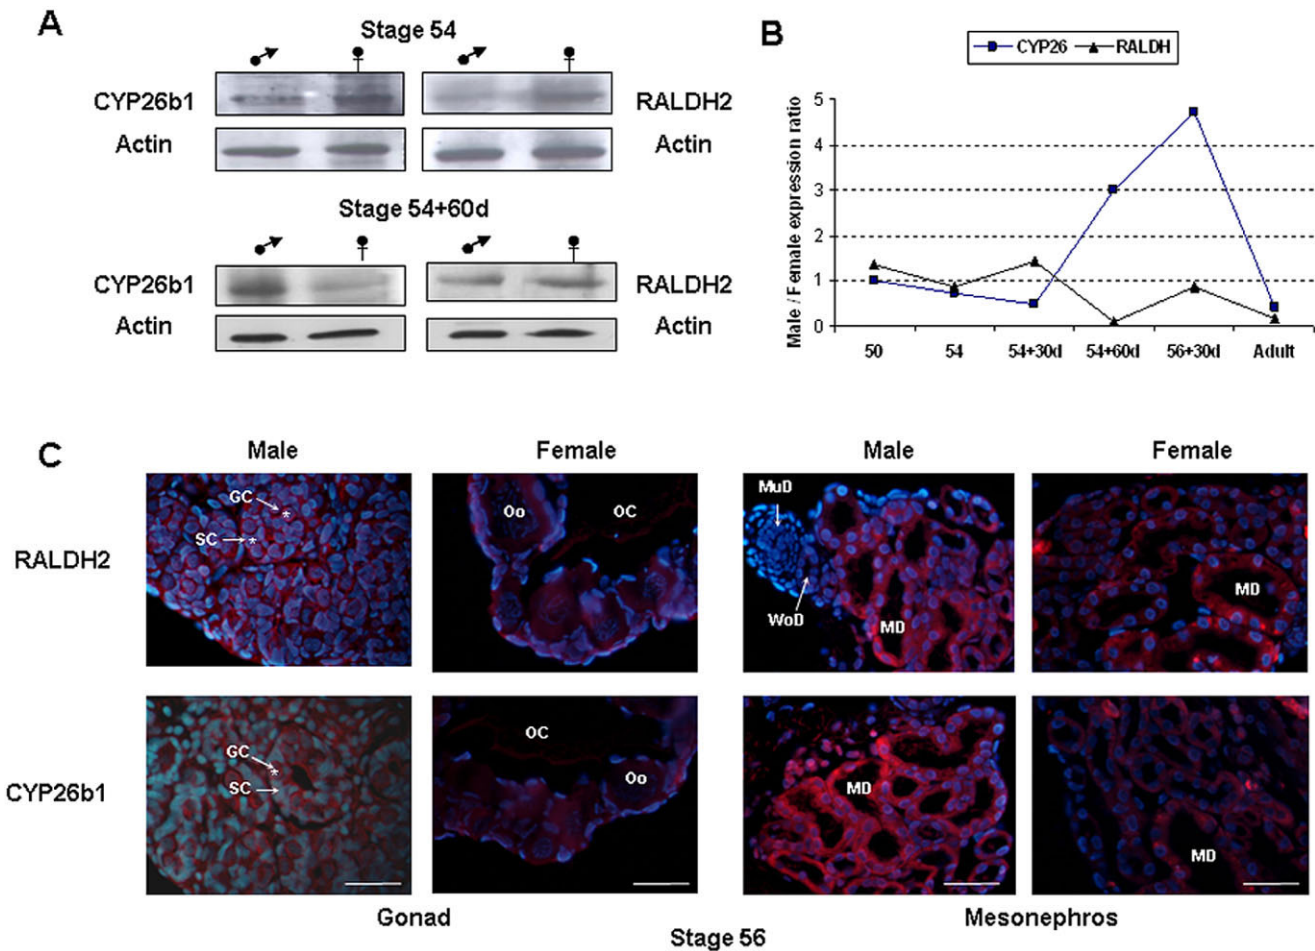 A
Stage 54
CYP26b1
RALDH2
Actin
Actin
Stage 54+60d
CYP26b1
RALDH2
Actin
Actin
B
CYP26 RALDH
Male / Female expression ratio
5
4
3
2
1
0
50 54 54+30d 54+60d 56+30d Adult
C
Male Female Male Female
RALDH2
GC
SC
Oo
OC
MuD
WoD
MD
MD
CYP26b1
GC
SC
OC
Oo
MD
MD
Gonad
Mesonephros
Stage 56